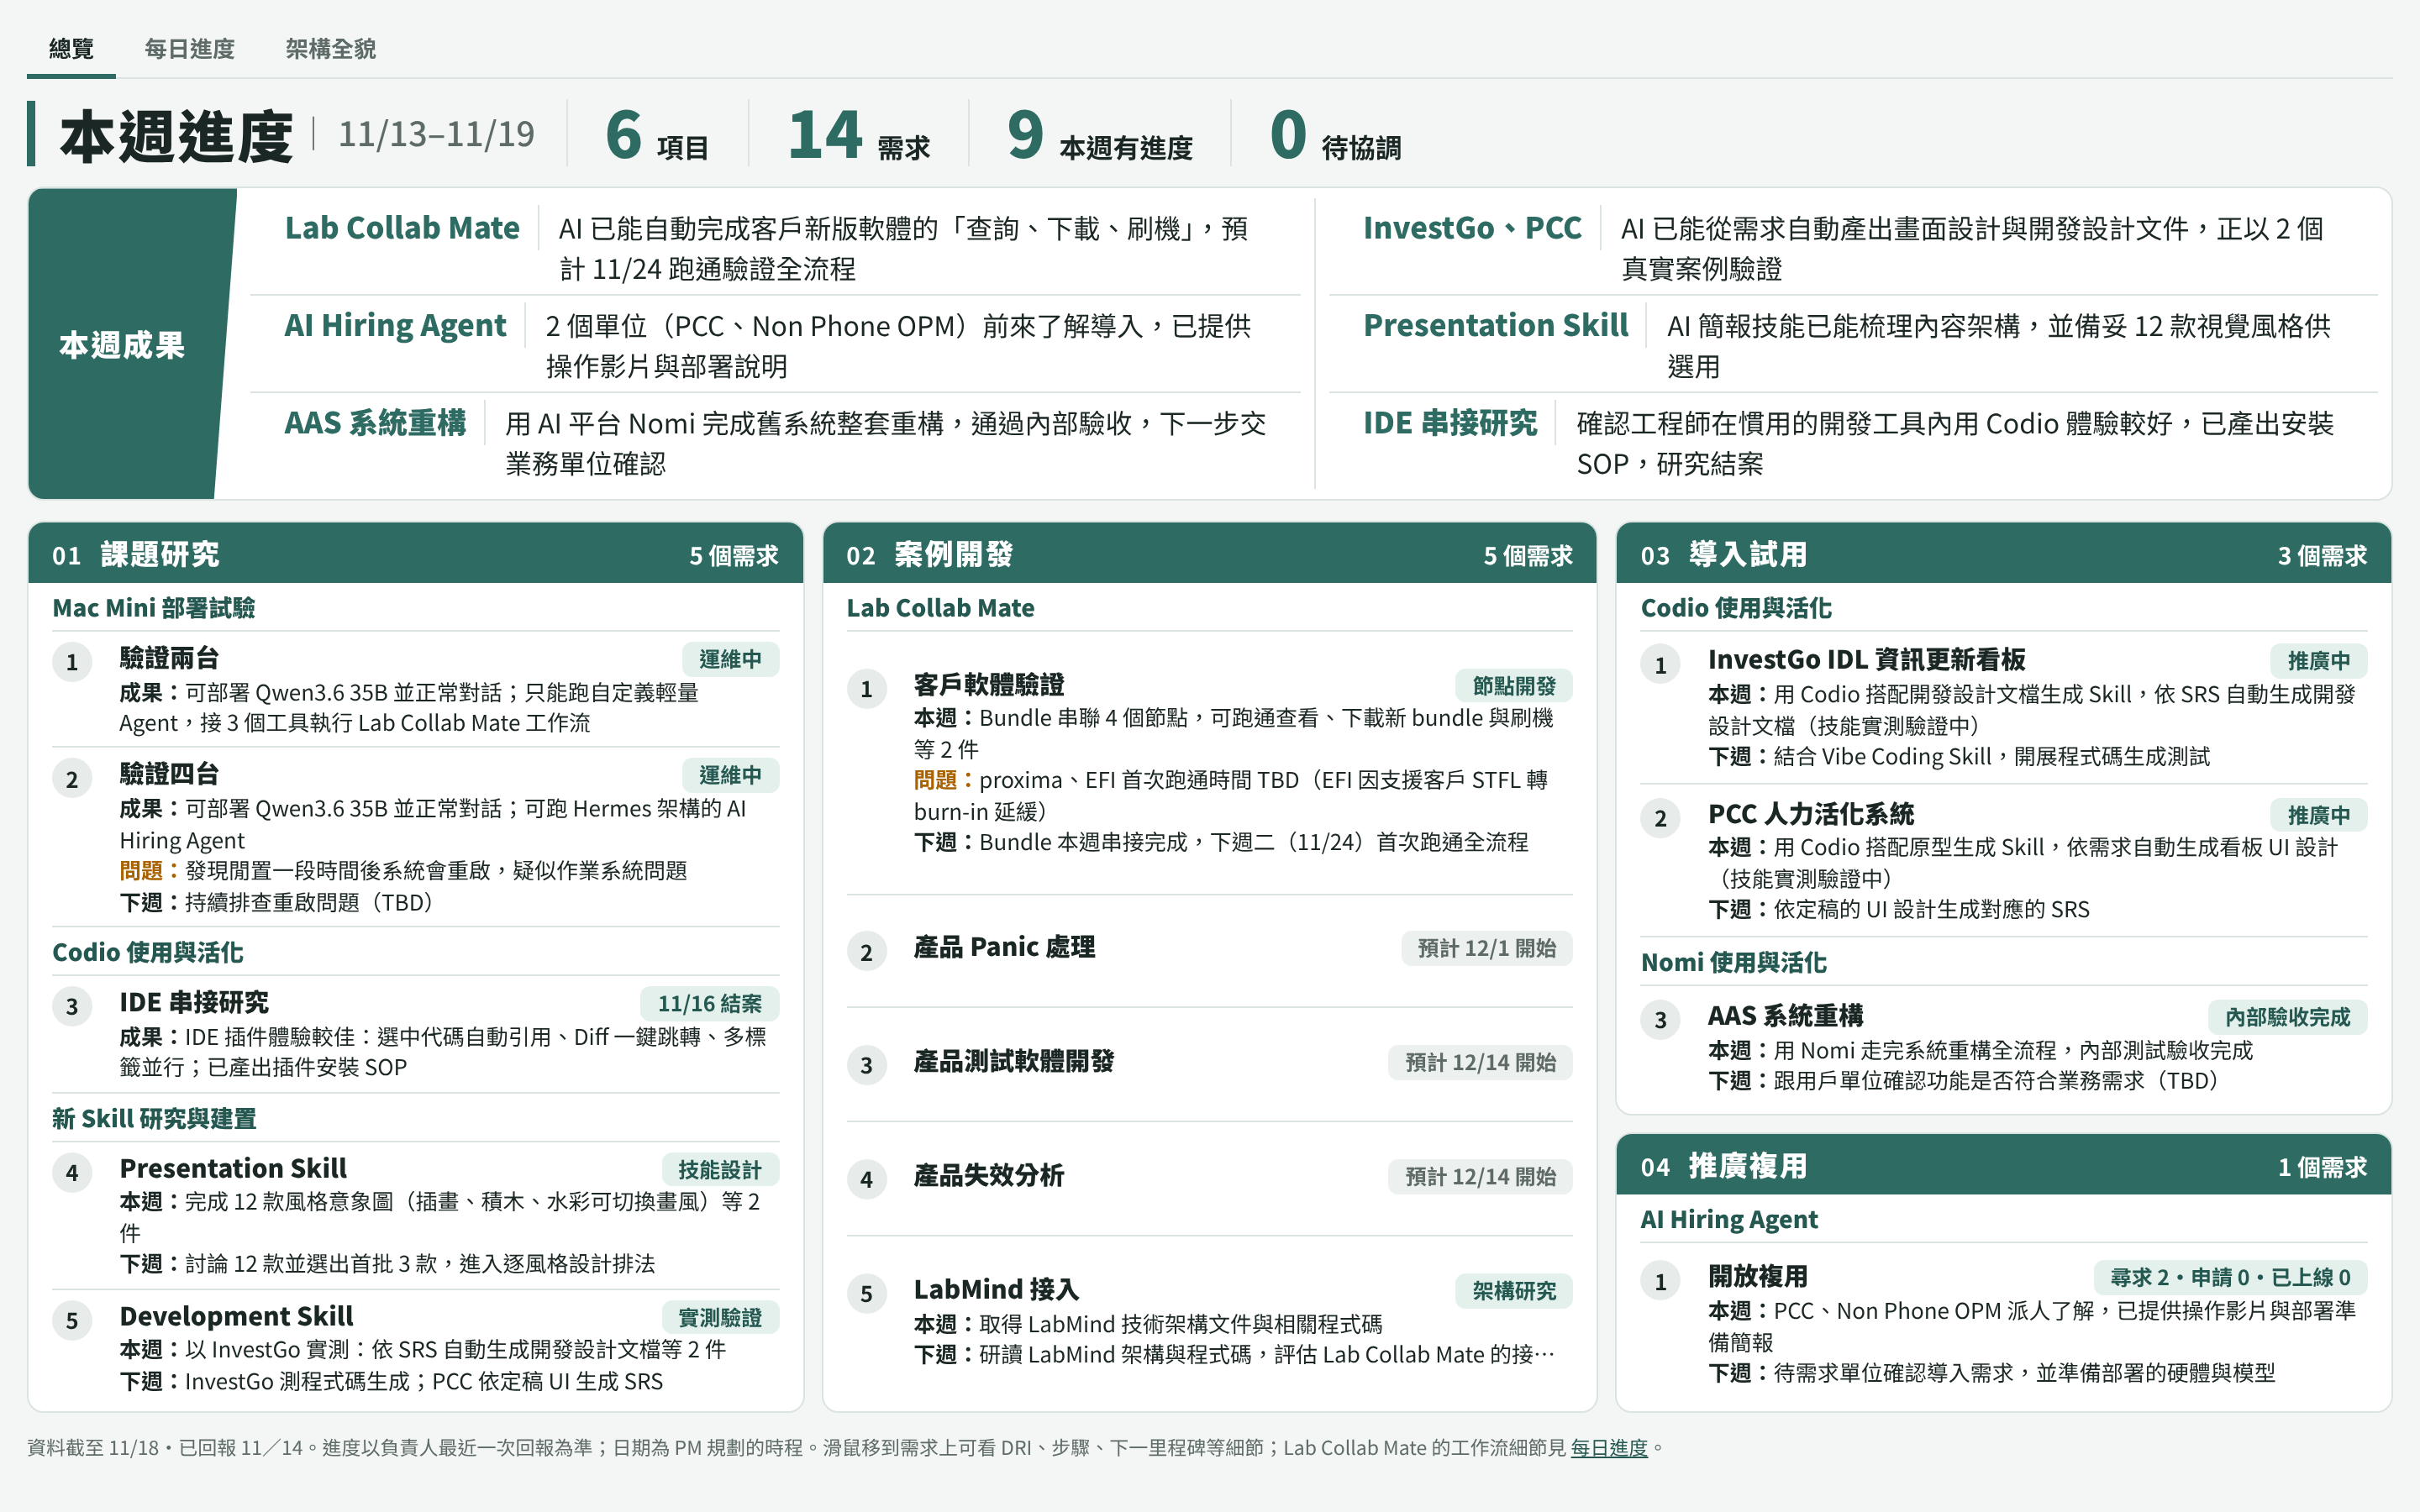 總覽 每日進度 架構全貌
本週進度 11/13–11/19 6 項目 14 需求 9 本週有進度 0 待協調
本週成果
Lab Collab Mate AI 已能自動完成客戶新版軟體的「查詢、下載、刷機」，預
計 11/24 跑通驗證全流程
AI Hiring Agent 2 個單位（PCC、Non Phone OPM）前來了解導入，已提供
操作影片與部署說明
AAS 系統重構 用 AI 平台 Nomi 完成舊系統整套重構，通過內部驗收，下一步交
業務單位確認
InvestGo、PCC AI 已能從需求自動產出畫面設計與開發設計文件，正以 2 個
真實案例驗證
Presentation Skill AI 簡報技能已能梳理內容架構，並備妥 12 款視覺風格供
選用
IDE 串接研究 確認工程師在慣用的開發工具內用 Codio 體驗較好，已產出安裝
SOP，研究結案
01 課題研究 5 個需求
Mac Mini 部署試驗
1 驗證兩台 運維中
成果：可部署 Qwen3.6 35B 並正常對話；只能跑自定義輕量
Agent，接 3 個工具執行 Lab Collab Mate 工作流
2 驗證四台 運維中
成果：可部署 Qwen3.6 35B 並正常對話；可跑 Hermes 架構的 AI
Hiring Agent
問題：發現閒置一段時間後系統會重啟，疑似作業系統問題
下週：持續排查重啟問題（TBD）
Codio 使用與活化
3 IDE 串接研究 11/16 結案
成果：IDE 插件體驗較佳：選中代碼自動引用、Diff 一鍵跳轉、多標
籤並行；已產出插件安裝 SOP
新 Skill 研究與建置
4 Presentation Skill 技能設計
本週：完成 12 款風格意象圖（插畫、積木、水彩可切換畫風）等 2
件
下週：討論 12 款並選出首批 3 款，進入逐風格設計排法
5 Development Skill 實測驗證
本週：以 InvestGo 實測：依 SRS 自動生成開發設計文檔等 2 件
下週：InvestGo 測程式碼生成；PCC 依定稿 UI 生成 SRS
02 案例開發 5 個需求
Lab Collab Mate
1 客戶軟體驗證 節點開發
本週：Bundle 串聯 4 個節點，可跑通查看、下載新 bundle 與刷機
等 2 件
問題：proxima、EFI 首次跑通時間 TBD（EFI 因支援客戶 STFL 轉
burn-in 延緩）
下週：Bundle 本週串接完成，下週二（11/24）首次跑通全流程
2 產品 Panic 處理 預計 12/1 開始
3 產品測試軟體開發 預計 12/14 開始
4 產品失效分析 預計 12/14 開始
5 LabMind 接入 架構研究
本週：取得 LabMind 技術架構文件與相關程式碼
下週：研讀 LabMind 架構與程式碼，評估 Lab Collab Mate 的接…
03 導入試用 3 個需求
Codio 使用與活化
1 InvestGo IDL 資訊更新看板 推廣中
本週：用 Codio 搭配開發設計文檔生成 Skill，依 SRS 自動生成開發
設計文檔（技能實測驗證中）
下週：結合 Vibe Coding Skill，開展程式碼生成測試
2 PCC 人力活化系統 推廣中
本週：用 Codio 搭配原型生成 Skill，依需求自動生成看板 UI 設計
（技能實測驗證中）
下週：依定稿的 UI 設計生成對應的 SRS
Nomi 使用與活化
3 AAS 系統重構 內部驗收完成
本週：用 Nomi 走完系統重構全流程，內部測試驗收完成
下週：跟用戶單位確認功能是否符合業務需求（TBD）
04 推廣複用 1 個需求
AI Hiring Agent
1 開放複用 尋求 2・申請 0・已上線 0
本週：PCC、Non Phone OPM 派人了解，已提供操作影片與部署準
備簡報
下週：待需求單位確認導入需求，並準備部署的硬體與模型
資料截至 11/18・已回報 11／14。進度以負責人最近一次回報為準；日期為 PM 規劃的時程。滑鼠移到需求上可看 DRI、步驟、下一里程碑等細節；Lab Collab Mate 的工作流細節見 每日進度。